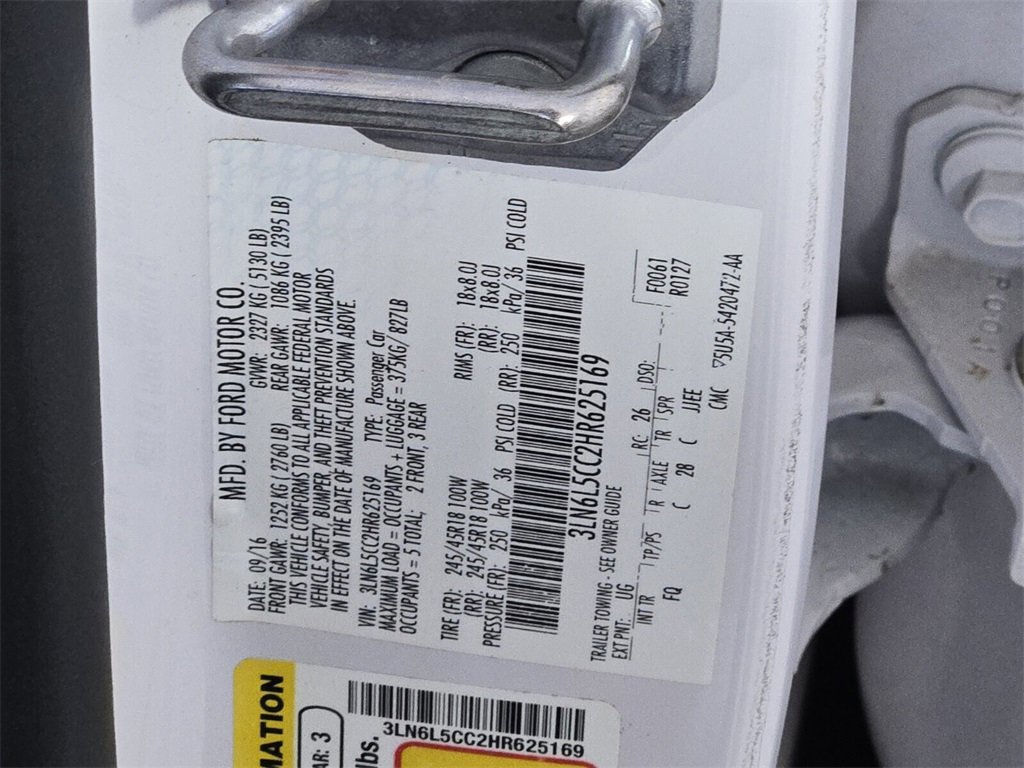 MFD. BY FORD MOTOR CO.
DATE: 09/16 GVWR: 2327 KG ( 5130 LB)
FRONT GAWR: 1252 KG ( 2760 LB) REAR GAWR: 1086 KG ( 2395 LB)
THIS VEHICLE CONFORMS TO ALL APPLICABLE FEDERAL MOTOR
VEHICLE SAFETY, BUMPER, AND THEFT PREVENTION STANDARDS
IN EFFECT ON THE DATE OF MANUFACTURE SHOWN ABOVE.
VIN: 3LN6L5CC2HR625169 TYPE: Passenger Car
MAXIMUM LOAD = OCCUPANTS + LUGGAGE = 375KG/ 827LB
OCCUPANTS = 5 TOTAL; 2 FRONT, 3 REAR
TIRE (FR): 245/45R18 100W RIMS (FR): 18x8.0J
(RR): 245/45R18 100W (RR): 18x8.0J
PRESSURE (FR): 250 kPa/ 36 PSI COLD (RR): 250 kPa/ 36 PSI COLD
3LN6L5CC2HR625169
TRAILER TOWING - SEE OWNER GUIDE
EXT PNT: UG RC: 26 DSO: F0061
R0127
INT TR TP/PS R AXLE TR SPR
FQ C 28 C JJEE
CMC ▽5U5A-5420472-AA
MATION
AR: 3
lbs.
3LN6L5CC2HR625169